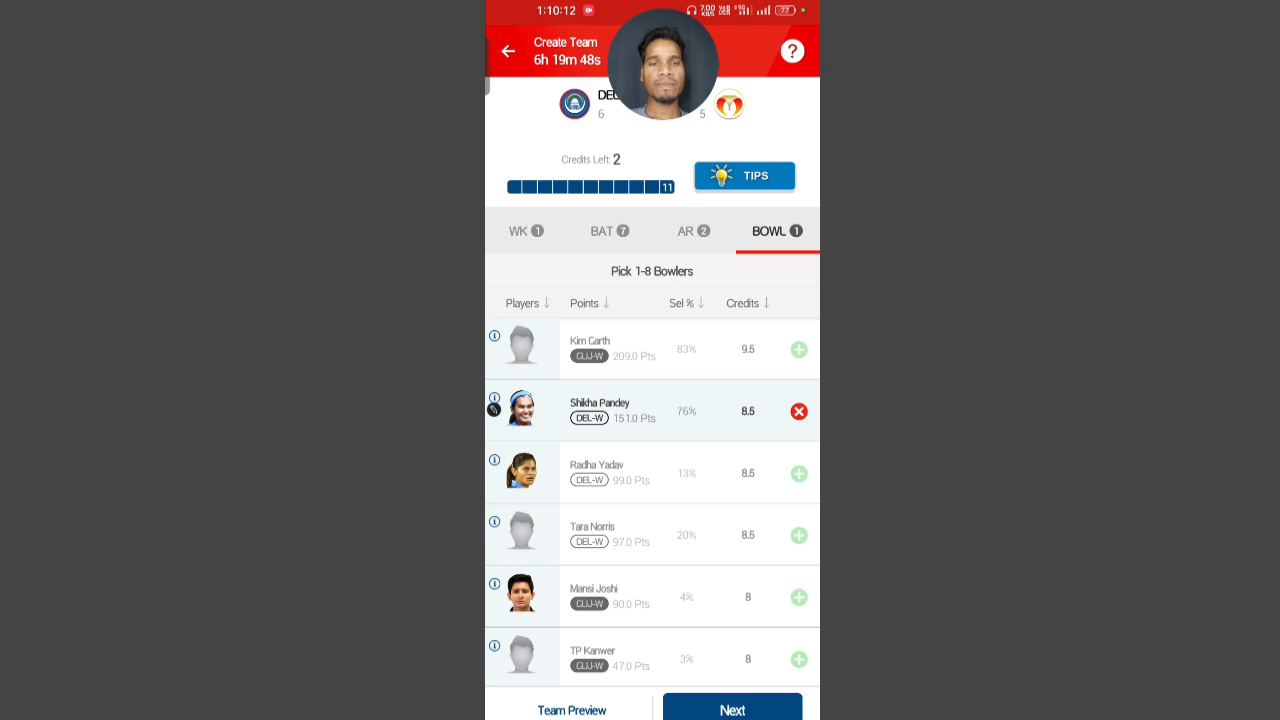 1:10:12 7.00 KB/S 77
Create Team
6h 19m 48s
?
DEL
6 5
Credits Left: 2
11
TIPS
WK 1 BAT 7 AR 2 BOWL 1
Pick 1-8 Bowlers
Players ↓ Points ↓ Sel % ↓ Credits ↓
Kim Garth
GUJ-W 209.0 Pts 83% 9.5
Shikha Pandey
DEL-W 151.0 Pts 76% 8.5
Radha Yadav
DEL-W 99.0 Pts 13% 8.5
Tara Norris
DEL-W 97.0 Pts 20% 8.5
Mansi Joshi
GUJ-W 90.0 Pts 4% 8
TP Kanwer
GUJ-W 47.0 Pts 3% 8
Team Preview Next